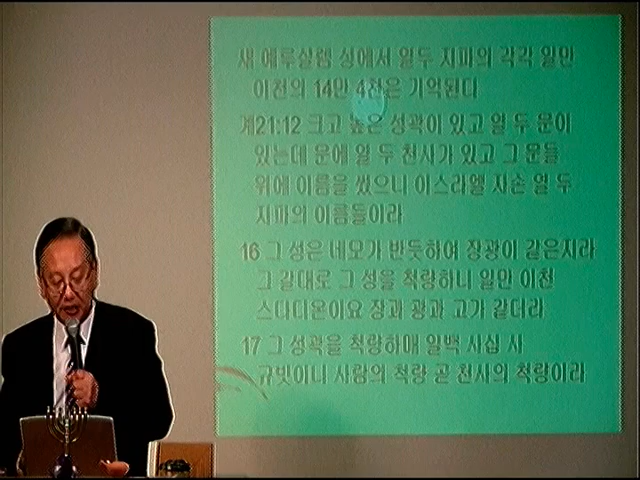 새 예루살렘 성에서 열두 지파의 각각 일만
이천의 14만 4천은 기억된다
계21:12 크고 높은 성곽이 있고 열 두 문이
있는데 문에 열 두 천사가 있고 그 문들
위에 이름을 썼으니 이스라엘 자손 열 두
지파의 이름들이라
16 그 성은 네모가 반듯하여 장광이 같은지라
그 갈대로 그 성을 척량하니 일만 이천
스다디온이요 장과 광과 고가 같더라
17 그 성곽을 척량하매 일백 사십 사
규빗이니 사람의 척량 곧 천사의 척량이라